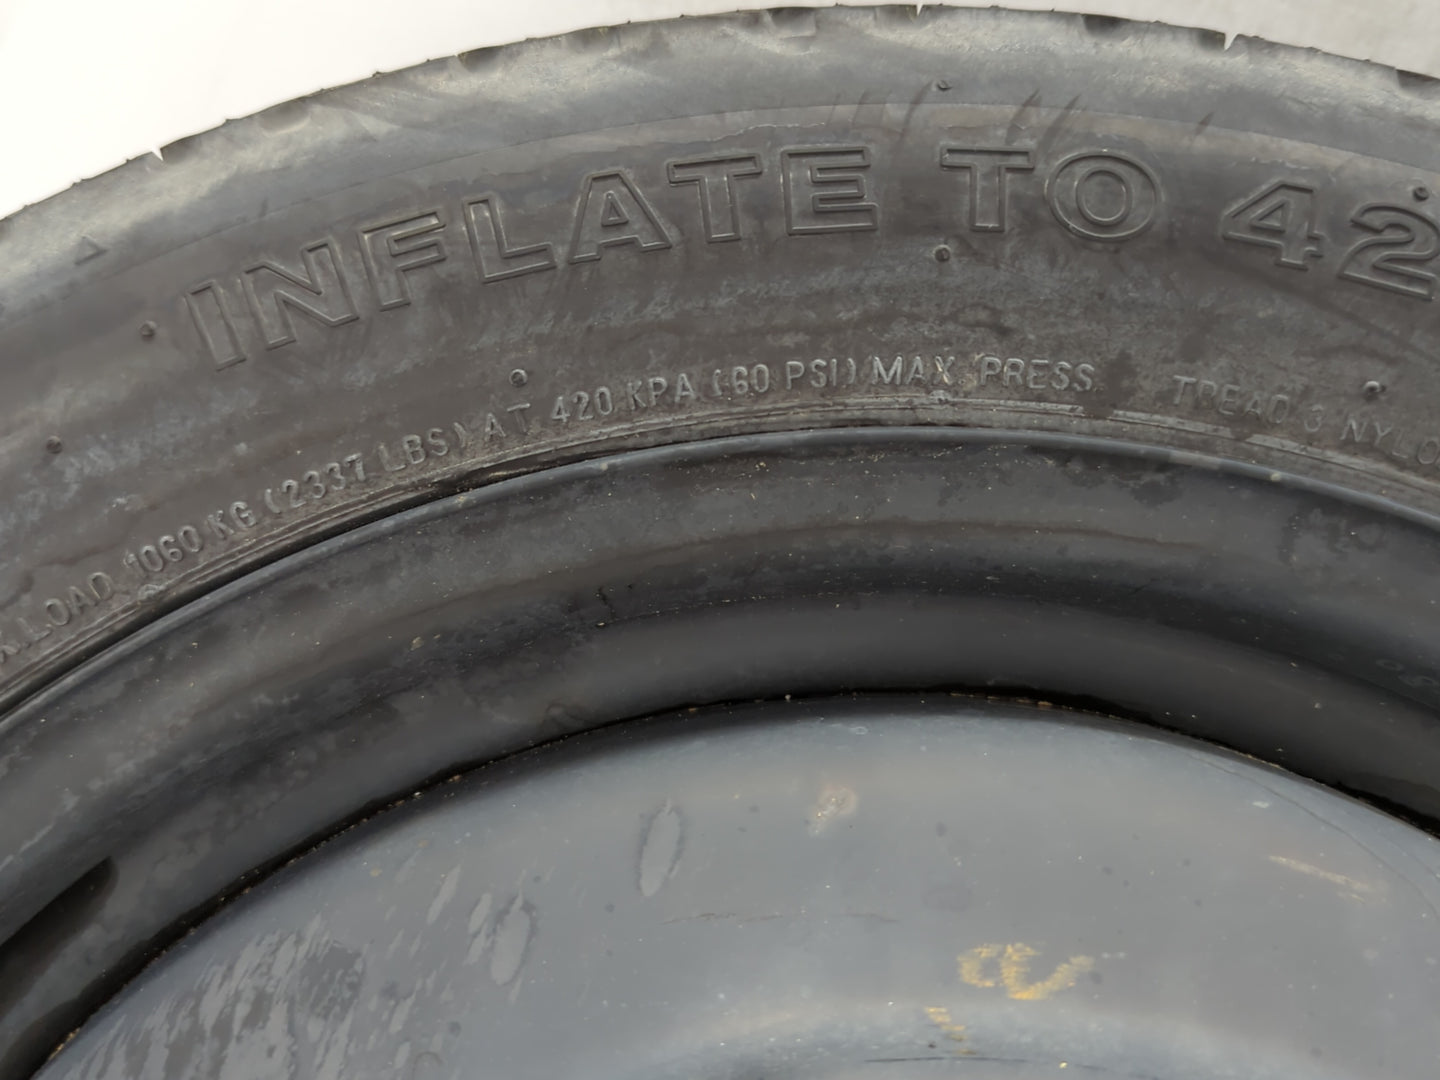 INFLATE TO 42
LOAD 1060 KG (2337 LBS) AT 420 KPA (60 PSI) MAX. PRESS. TREAD 3 NYLO